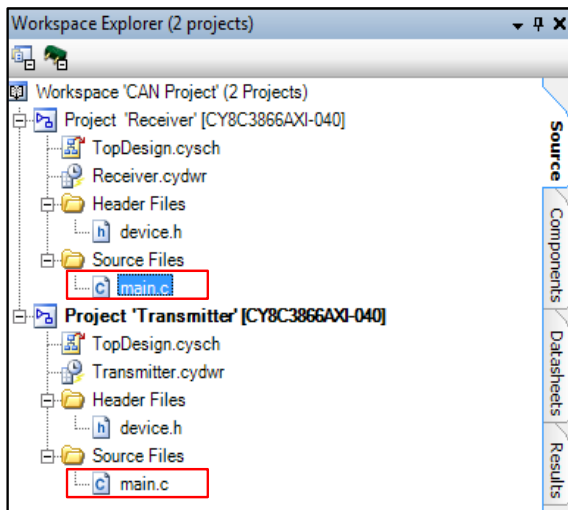 Workspace Explorer (2 projects)
Workspace 'CAN Project' (2 Projects)
Project 'Receiver' [CY8C3866AXI-040]
TopDesign.cysch
Receiver.cydwr
Header Files
h device.h
Source Files
c main.c
Project 'Transmitter' [CY8C3866AXI-040]
TopDesign.cysch
Transmitter.cydwr
Header Files
h device.h
Source Files
c main.c
Source
Components
Datasheets
Results